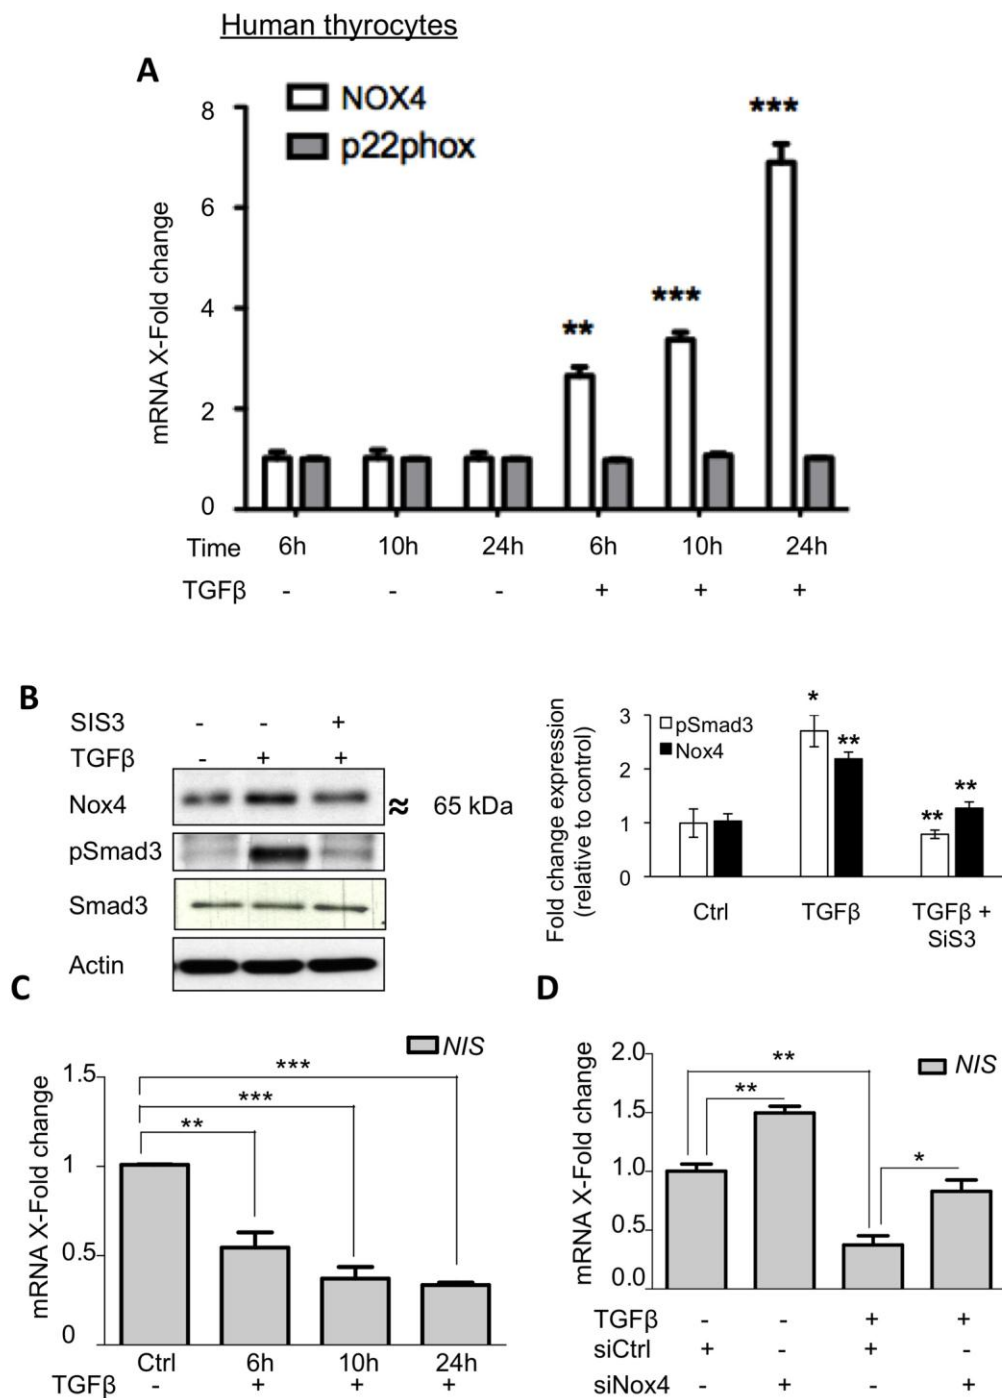 Human thyrocytes
A
NOX4
p22phox
***
***
**
8
6
4
2
0
mRNA X-Fold change
Time 6h 10h 24h 6h 10h 24h
TGFβ - - - + + +
B
SIS3 - - +
TGFβ - + +
Nox4 ≈ 65 kDa
pSmad3
Smad3
Actin
pSmad3
Nox4
* **
** **
3
2
1
0
Fold change expression
(relative to control)
Ctrl TGFβ TGFβ +
SiS3
C
NIS
***
***
**
1.5
1
0.5
0
mRNA X-Fold change
Ctrl 6h 10h 24h
TGFβ - + + +
D
NIS
**
**
*
2.0
1.5
1.0
0.5
0.0
mRNA X-Fold change
TGFβ - - + +
siCtrl + - + -
siNox4 - + - +